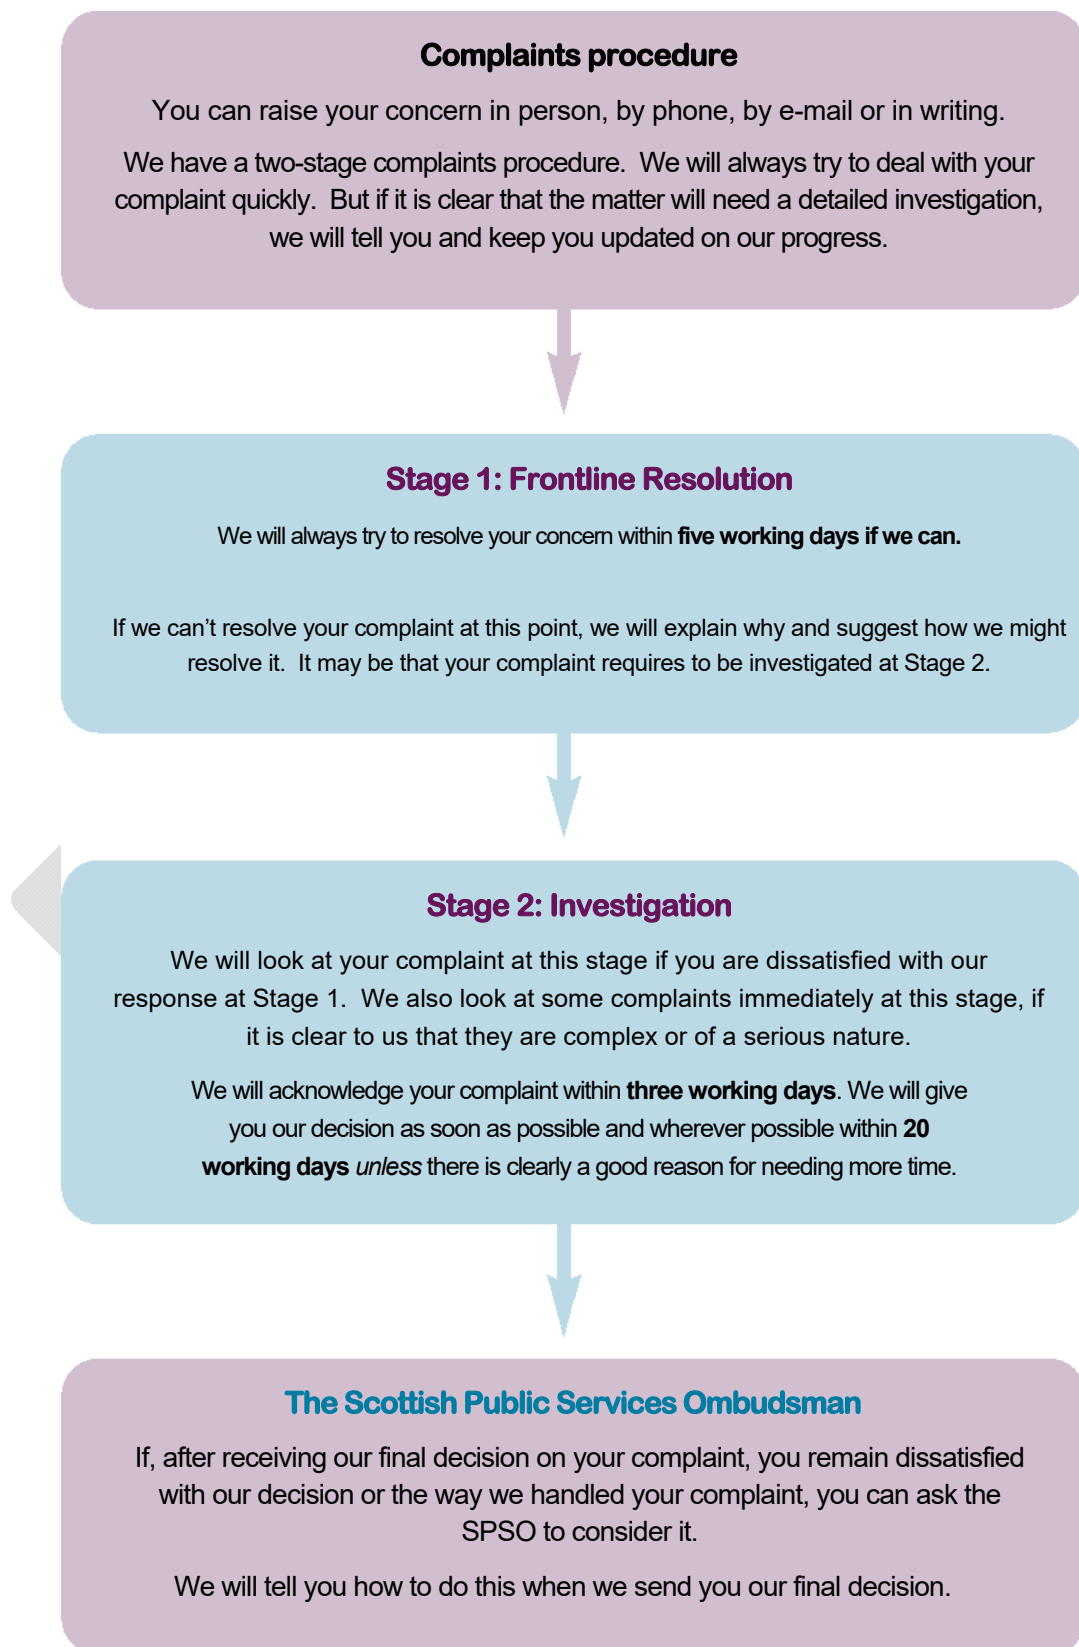 Complaints procedure
You can raise your concern in person, by phone, by e-mail or in writing.
We have a two-stage complaints procedure.  We will always try to deal with your
complaint quickly.  But if it is clear that the matter will need a detailed investigation,
we will tell you and keep you updated on our progress.
Stage 1: Frontline Resolution
We will always try to resolve your concern within five working days if we can.
If we can’t resolve your complaint at this point, we will explain why and suggest how we might
resolve it.  It may be that your complaint requires to be investigated at Stage 2.
Stage 2: Investigation
We will look at your complaint at this stage if you are dissatisfied with our
response at Stage 1.  We also look at some complaints immediately at this stage, if
it is clear to us that they are complex or of a serious nature.
We will acknowledge your complaint within three working days. We will give
you our decision as soon as possible and wherever possible within 20
working days unless there is clearly a good reason for needing more time.
The Scottish Public Services Ombudsman
If, after receiving our final decision on your complaint, you remain dissatisfied
with our decision or the way we handled your complaint, you can ask the
SPSO to consider it.
We will tell you how to do this when we send you our final decision.